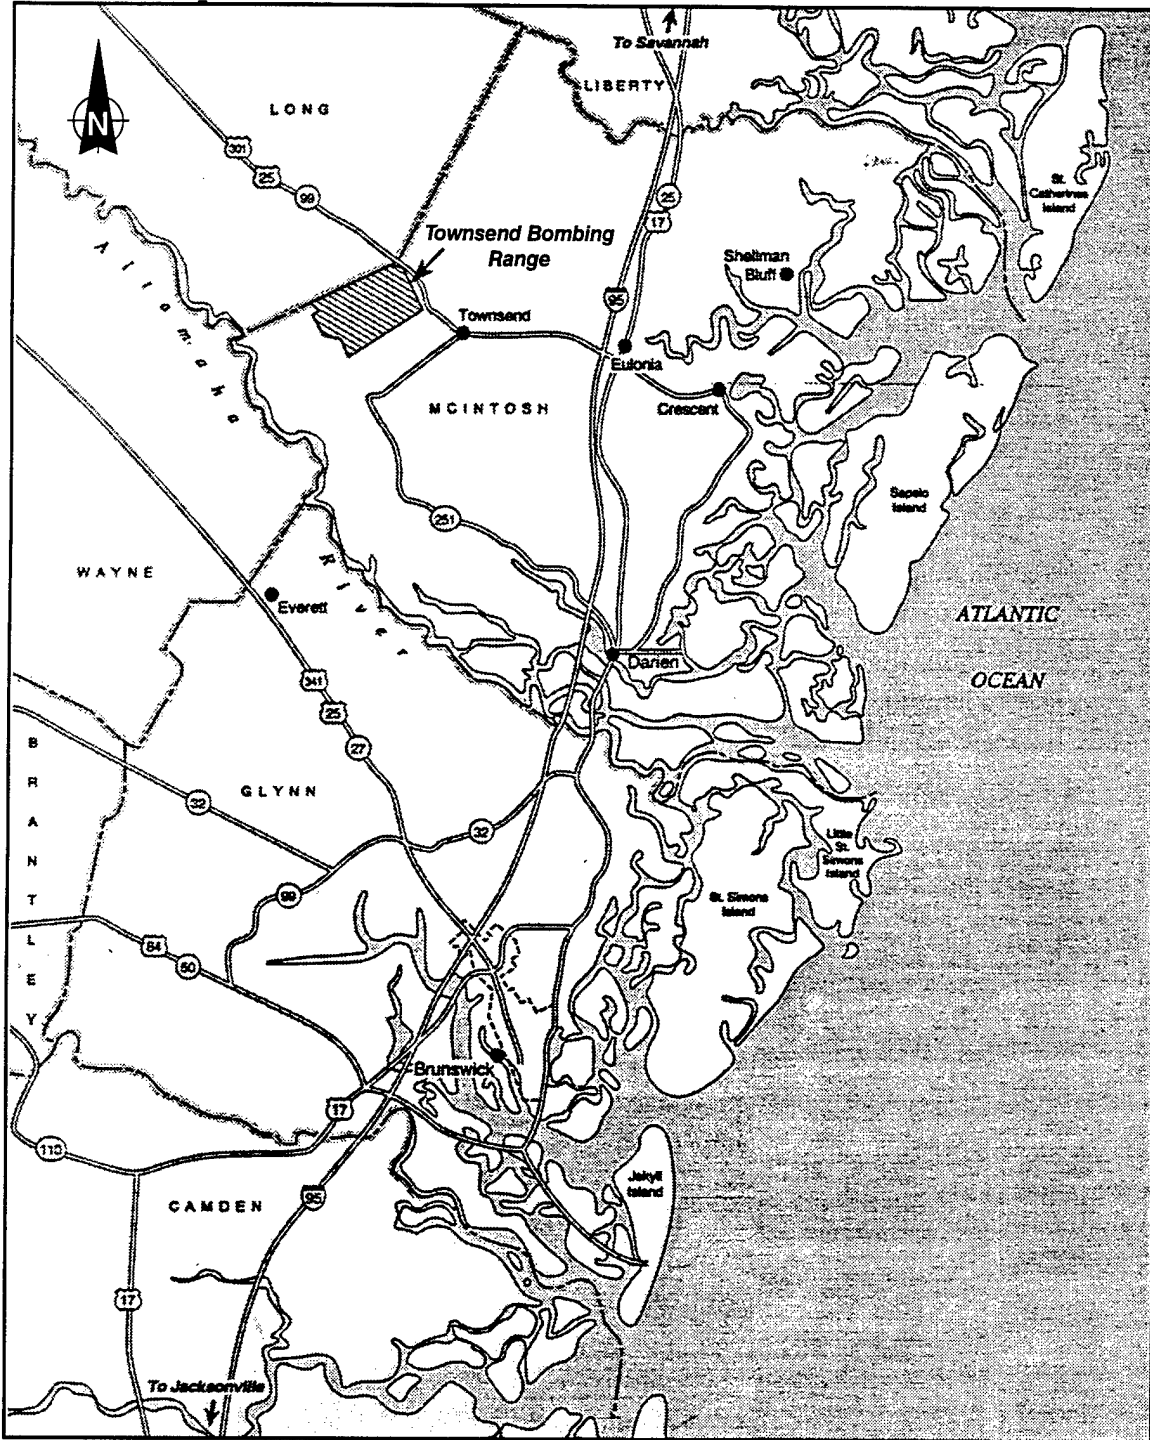 To Savannah
LIBERTY
LONG
N
301
25
99
25
17
St.
Catherines
Island
Townsend Bombing
Range
Shellman
Bluff
95
Townsend
Eulonia
Altamaha
MCINTOSH
Crescent
Sapelo
Island
251
River
WAYNE
Everett
ATLANTIC
OCEAN
Darien
341
25
27
BRANTLEY
GLYNN
32
32
Little
St.
Simons
Island
99
St. Simons
Island
84
50
Brunswick
17
110
Jekyll
Island
95
CAMDEN
17
To Jacksonville